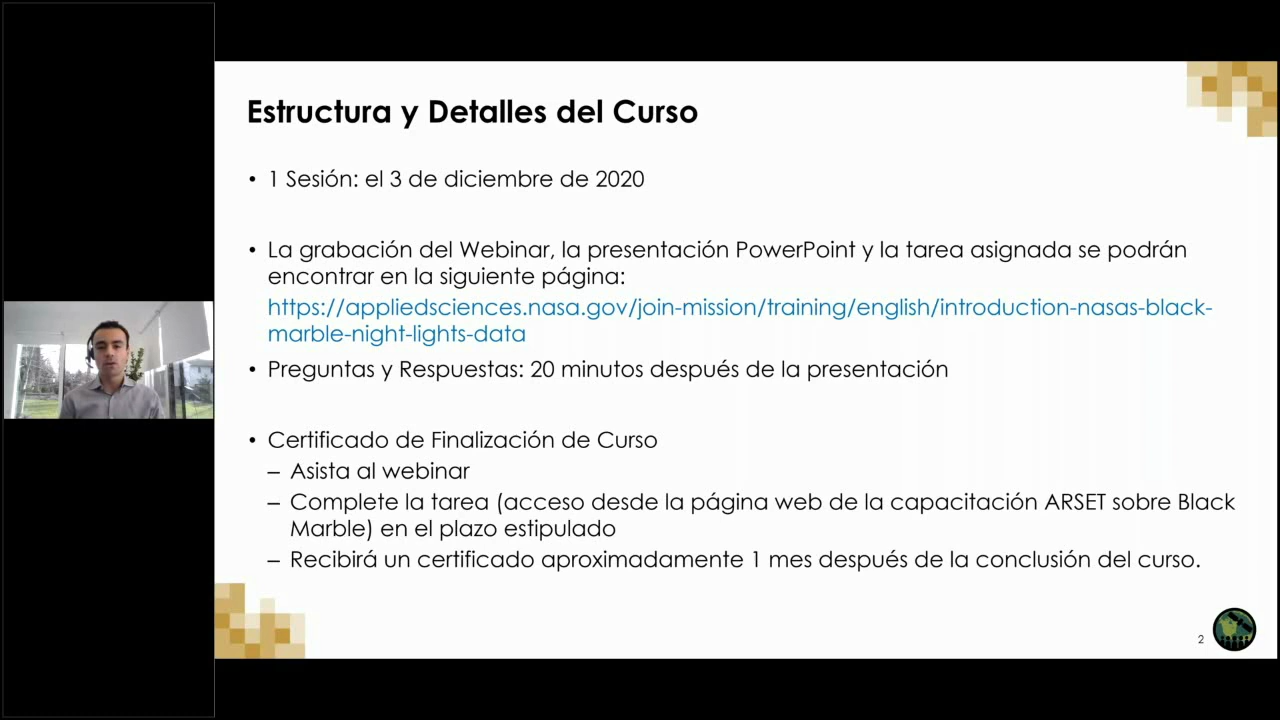 Estructura y Detalles del Curso
• 1 Sesión: el 3 de diciembre de 2020
• La grabación del Webinar, la presentación PowerPoint y la tarea asignada se podrán
encontrar en la siguiente página:
https://appliedsciences.nasa.gov/join-mission/training/english/introduction-nasas-black-
marble-night-lights-data
• Preguntas y Respuestas: 20 minutos después de la presentación
• Certificado de Finalización de Curso
– Asista al webinar
– Complete la tarea (acceso desde la página web de la capacitación ARSET sobre Black
Marble) en el plazo estipulado
– Recibirá un certificado aproximadamente 1 mes después de la conclusión del curso.
2